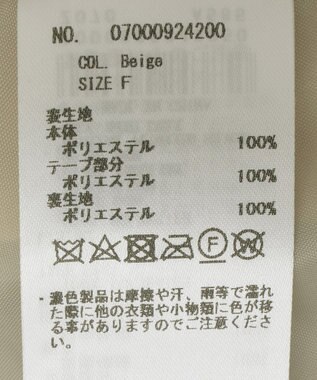 NO. 07000924200
COL. Beige
SIZE F
表生地
本体
ポリエステル 100%
テープ部分
ポリエステル 100%
裏生地
ポリエステル 100%
F W
・濃色製品は摩擦や汗、雨等で濡れ
た際に他の衣類や小物類に色が移
る事がありますのでご注意くださ
い。